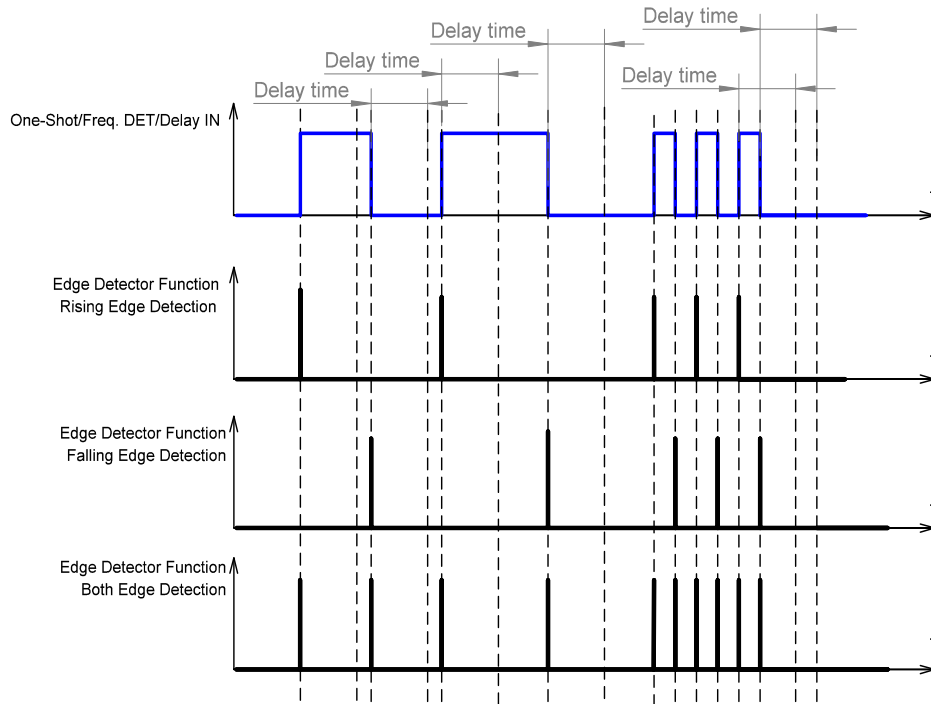 Delay time
Delay time
Delay time
Delay time
Delay time
One-Shot/Freq. DET/Delay IN
Edge Detector Function
Rising Edge Detection
Edge Detector Function
Falling Edge Detection
Edge Detector Function
Both Edge Detection